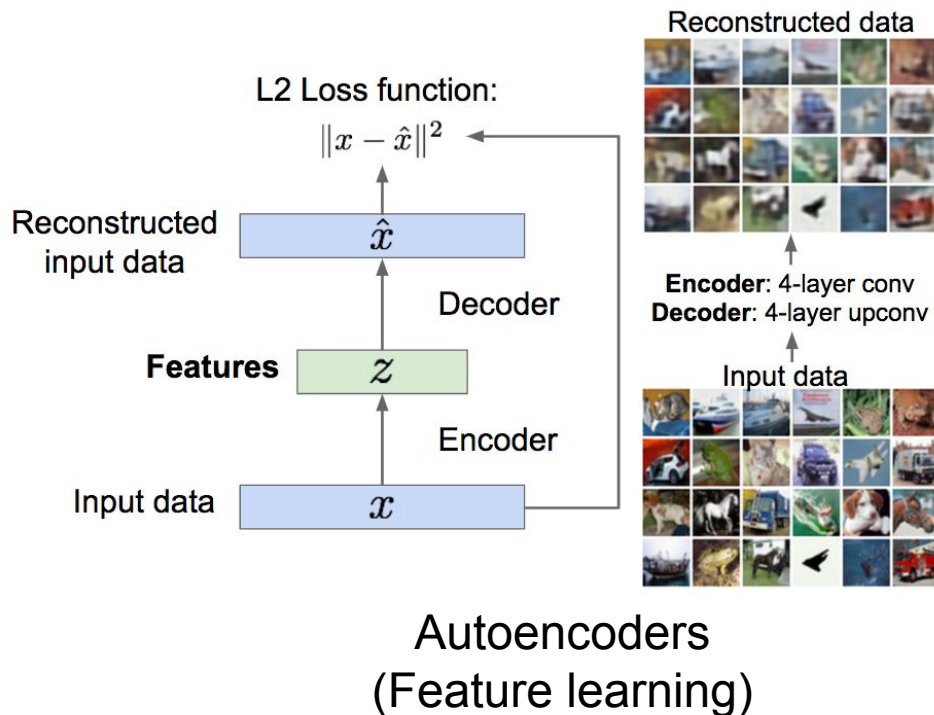 Reconstructed data
L2 Loss function:
‖x − x̂‖²
Reconstructed
input data
x̂
Decoder
Encoder: 4-layer conv
Decoder: 4-layer upconv
Features
z
Input data
Encoder
Input data
x
Autoencoders
(Feature learning)